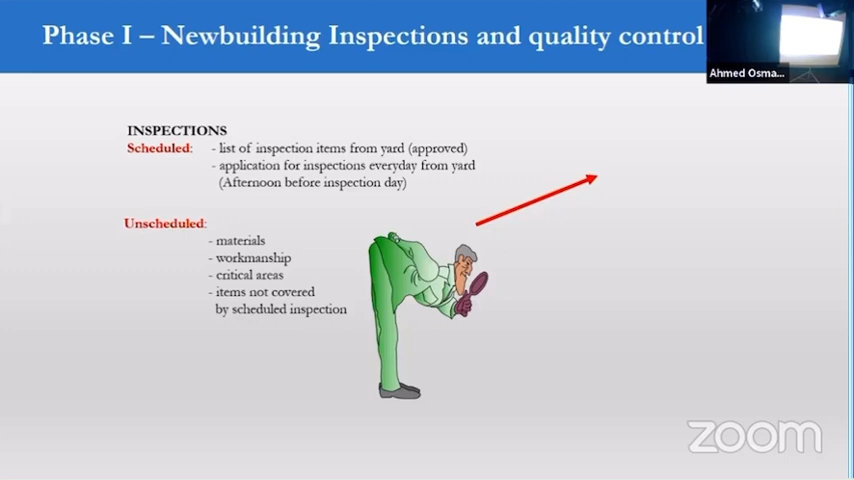 Phase I – Newbuilding Inspections and quality control
Ahmed Osma...
INSPECTIONS
Scheduled: - list of inspection items from yard (approved)
- application for inspections everyday from yard
(Afternoon before inspection day)
Unscheduled:
- materials
- workmanship
- critical areas
- items not covered
by scheduled inspection
zoom